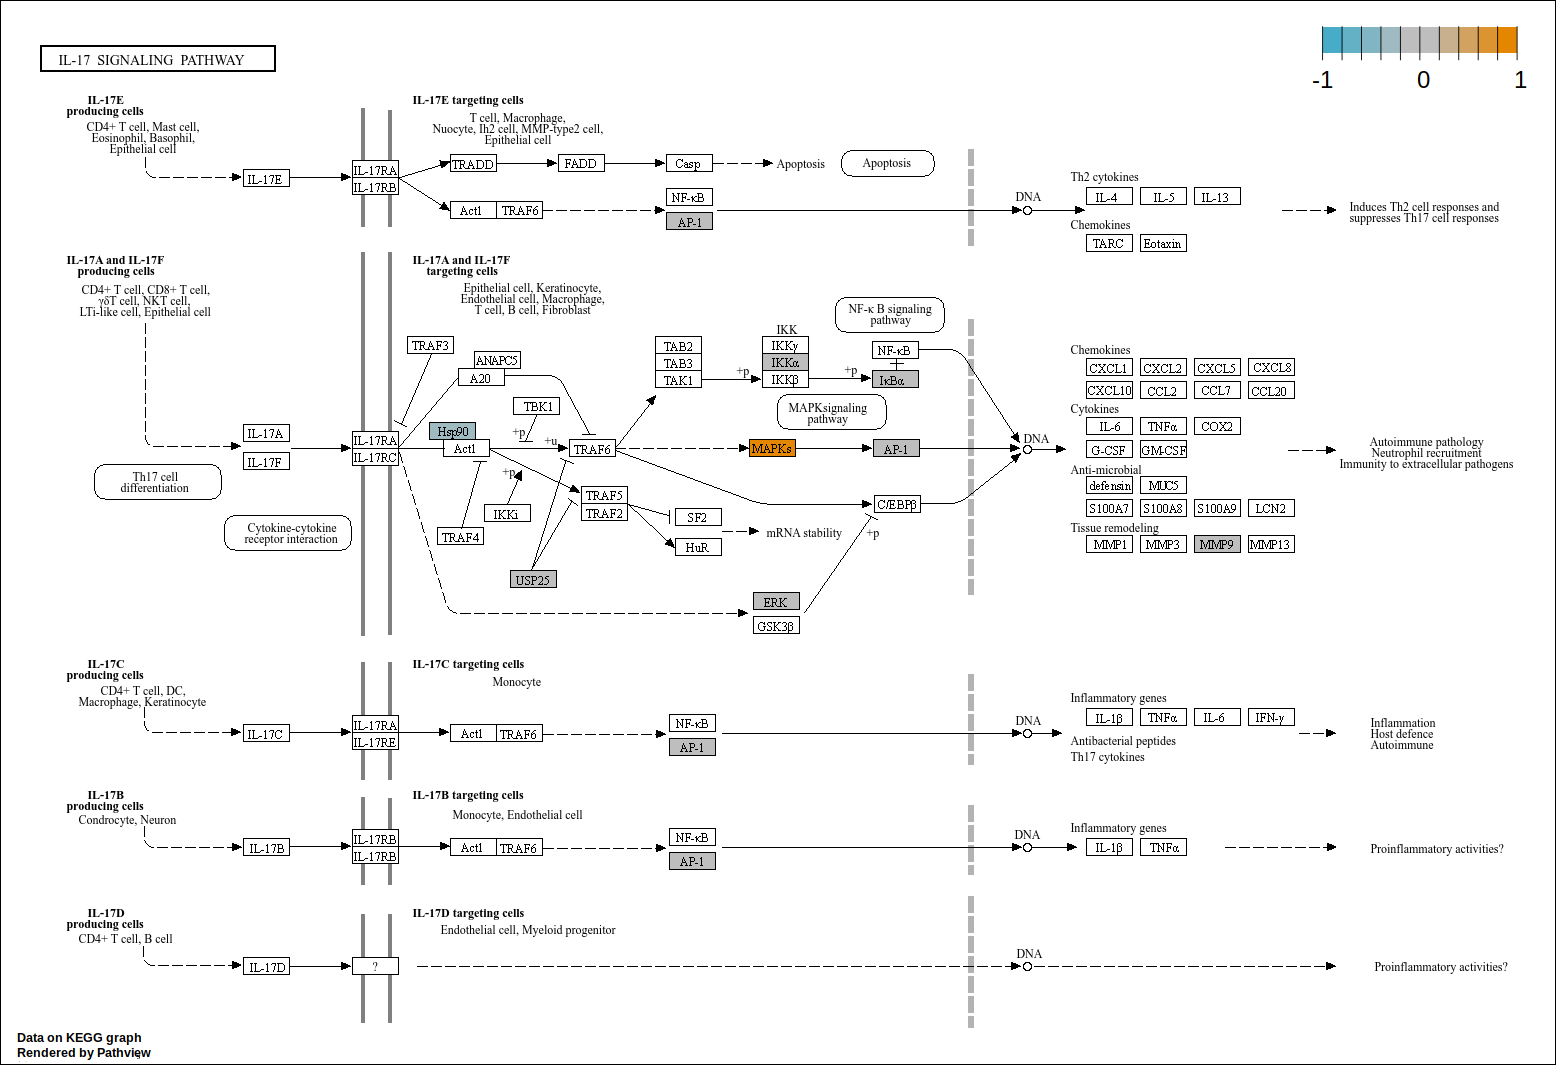 IL-17 SIGNALING PATHWAY
-1 0 1
IL-17E
producing cells
CD4+ T cell, Mast cell,
Eosinophil, Basophil,
Epithelial cell
IL-17E
IL-17RA
IL-17RB
IL-17E targeting cells
T cell, Macrophage,
Nuocyte, Ih2 cell, MMP-type2 cell,
Epithelial cell
TRADD
FADD
Casp
Apoptosis
Apoptosis
Act1
TRAF6
NF-κB
AP-1
DNA
Th2 cytokines
IL-4
IL-5
IL-13
Chemokines
TARC
Eotaxin
Induces Th2 cell responses and
suppresses Th17 cell responses
IL-17A and IL-17F
producing cells
CD4+ T cell, CD8+ T cell,
γδT cell, NKT cell,
LTi-like cell, Epithelial cell
IL-17A
IL-17F
Th17 cell
differentiation
Cytokine-cytokine
receptor interaction
IL-17RA
IL-17RC
IL-17A and IL-17F
targeting cells
Epithelial cell, Keratinocyte,
Endothelial cell, Macrophage,
T cell, B cell, Fibroblast
TRAF3
ANAPC5
A20
TBK1
+p
+u
Hsp90
Act1
TRAF6
+p
IKKi
TRAF4
TRAF5
TRAF2
USP25
SF2
HuR
mRNA stability
TAB2
TAB3
TAK1
+p
IKK
IKKγ
IKKα
IKKβ
+p
NF-κB
IκBα
NF-κ B signaling
pathway
MAPKsignaling
pathway
MAPKs
AP-1
C/EBPβ
+p
ERK
GSK3β
DNA
Chemokines
CXCL1
CXCL2
CXCL5
CXCL8
CXCL10
CCL2
CCL7
CCL20
Cytokines
IL-6
TNFα
COX2
G-CSF
GM-CSF
Anti-microbial
defensin
MUC5
S100A7
S100A8
S100A9
LCN2
Tissue remodeling
MMP1
MMP3
MMP9
MMP13
Autoimmune pathology
Neutrophil recruitment
Immunity to extracellular pathogens
IL-17C
producing cells
CD4+ T cell, DC,
Macrophage, Keratinocyte
IL-17C
IL-17RA
IL-17RE
IL-17C targeting cells
Monocyte
Act1
TRAF6
NF-κB
AP-1
DNA
Inflammatory genes
IL-1β
TNFα
IL-6
IFN-γ
Antibacterial peptides
Th17 cytokines
Inflammation
Host defence
Autoimmune
IL-17B
producing cells
Condrocyte, Neuron
IL-17B
IL-17RB
IL-17RB
IL-17B targeting cells
Monocyte, Endothelial cell
Act1
TRAF6
NF-κB
AP-1
DNA
Inflammatory genes
IL-1β
TNFα
Proinflammatory activities?
IL-17D
producing cells
CD4+ T cell, B cell
IL-17D
?
IL-17D targeting cells
Endothelial cell, Myeloid progenitor
DNA
Proinflammatory activities?
Data on KEGG graph
Rendered by Pathview